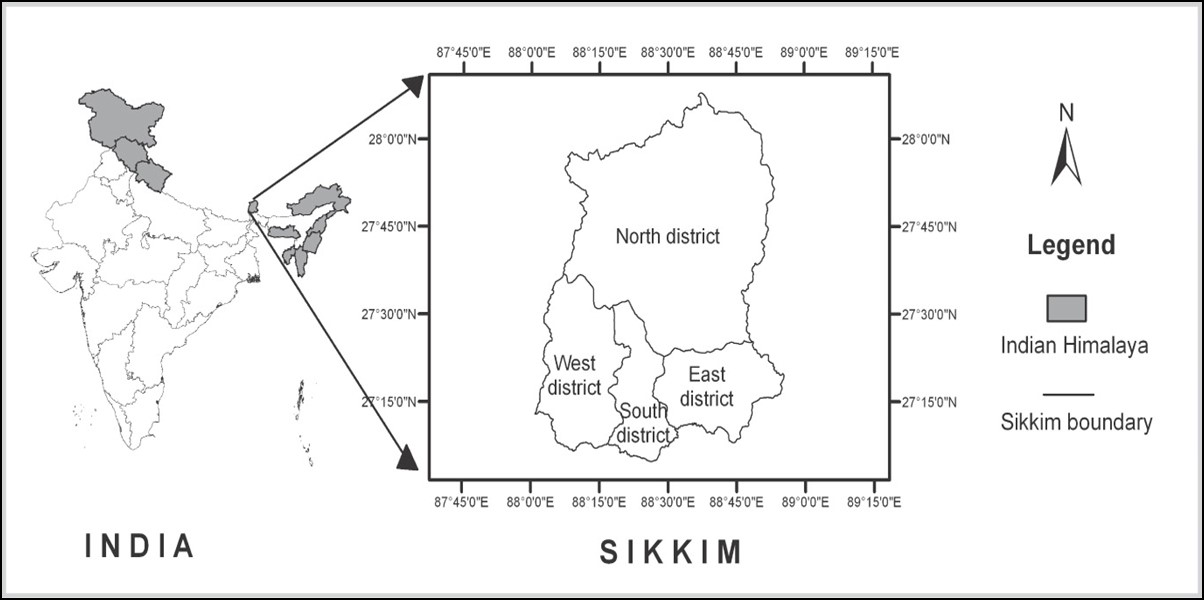 87°45'0"E 88°0'0"E 88°15'0"E 88°30'0"E 88°45'0"E 89°0'0"E 89°15'0"E
28°0'0"N 28°0'0"N
27°45'0"N 27°45'0"N
27°30'0"N 27°30'0"N
27°15'0"N 27°15'0"N
North district
West
district
South
district
East
district
87°45'0"E 88°0'0"E 88°15'0"E 88°30'0"E 88°45'0"E 89°0'0"E 89°15'0"E
N
Legend
Indian Himalaya
Sikkim boundary
INDIA
SIKKIM